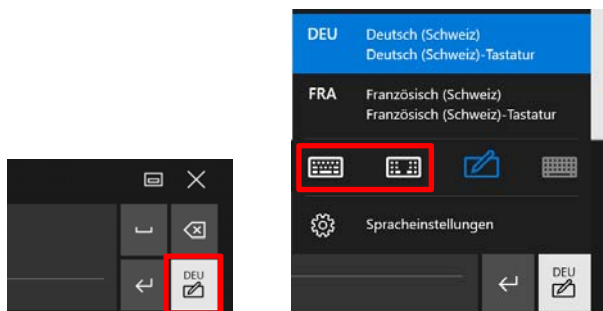 DEU
DEU
Deutsch (Schweiz)
Deutsch (Schweiz)-Tastatur
FRA
Französisch (Schweiz)
Französisch (Schweiz)-Tastatur
Spracheinstellungen
DEU